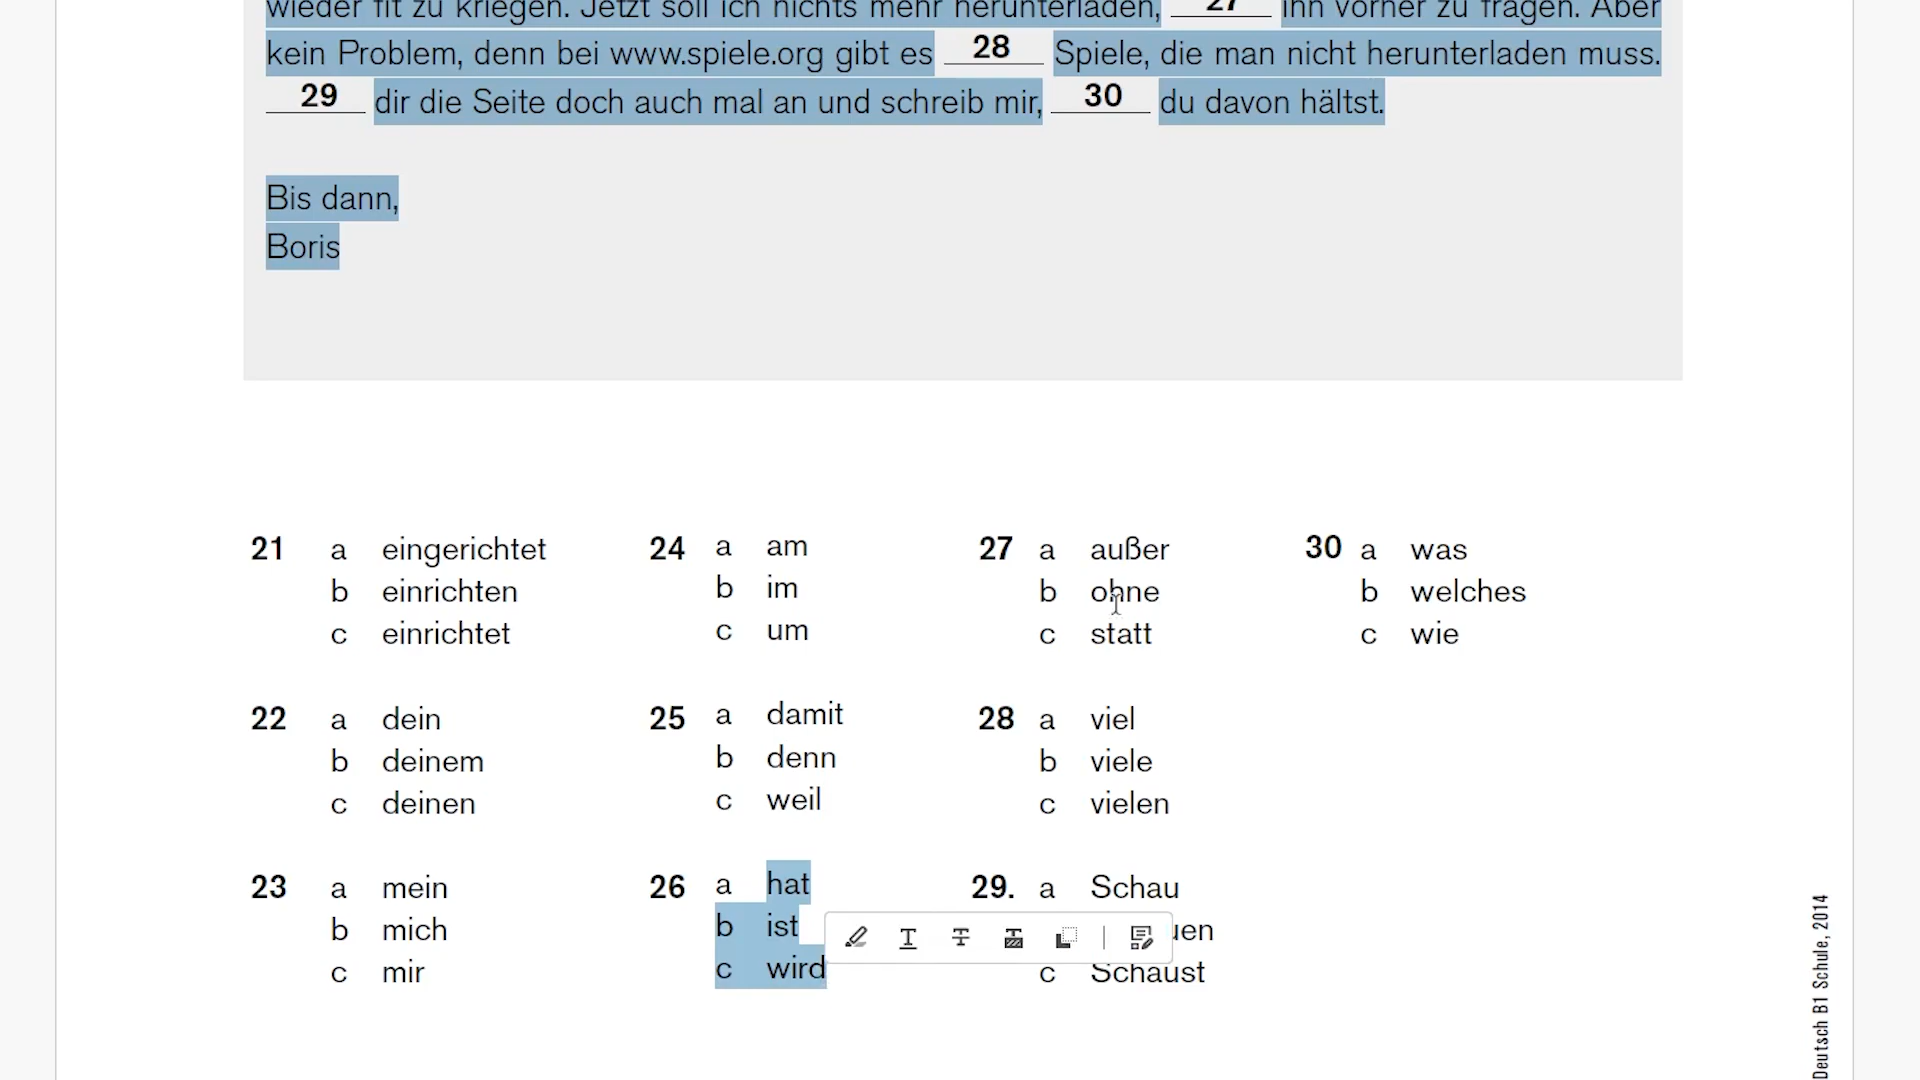 wieder fit zu kriegen. Jetzt soll ich nichts mehr herunterladen, 27 ihn vorher zu fragen. Aber
kein Problem, denn bei www.spiele.org gibt es 28 Spiele, die man nicht herunterladen muss.
29 dir die Seite doch auch mal an und schreib mir, 30 du davon hältst.
Bis dann,
Boris
21 a eingerichtet
b einrichten
c einrichtet
22 a dein
b deinem
c deinen
23 a mein
b mich
c mir
24 a am
b im
c um
25 a damit
b denn
c weil
26 a hat
b ist
c wird
27 a außer
b ohne
c statt
28 a viel
b viele
c vielen
29. a Schau
uen
c Schaust
30 a was
b welches
c wie
Deutsch B1 Schule, 2014